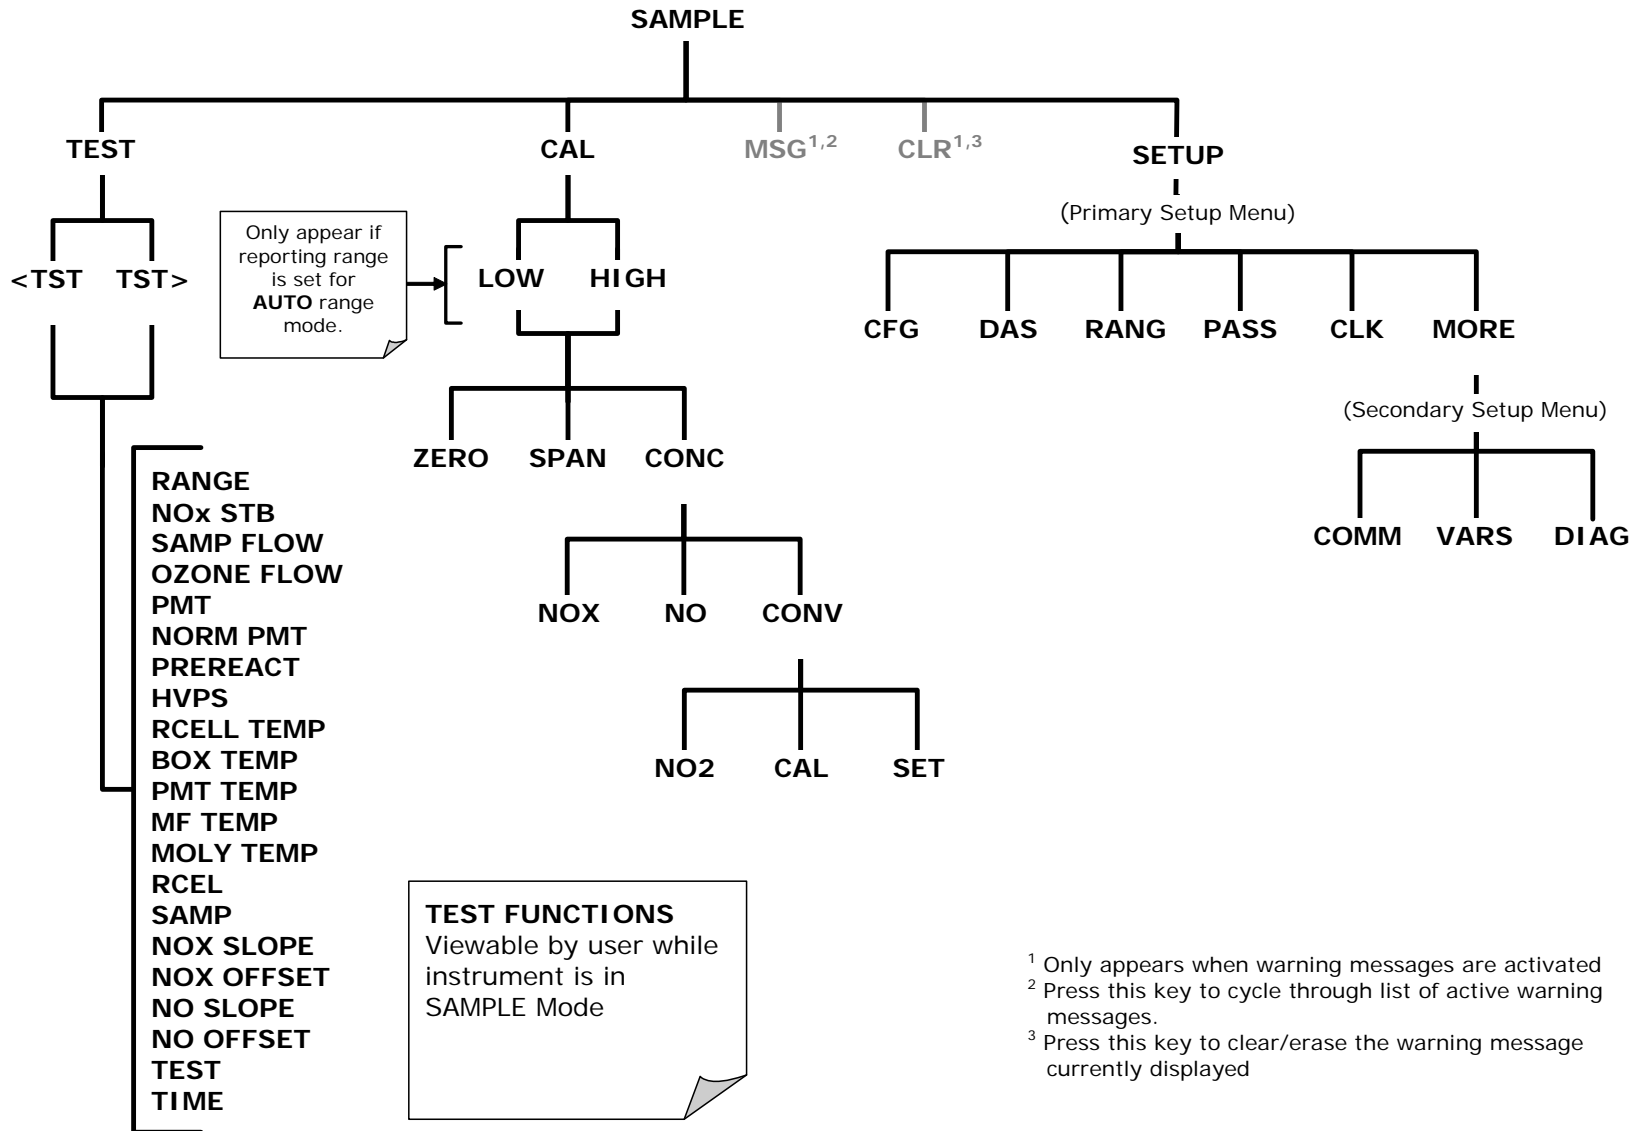 SAMPLE
TEST
CAL
MSG1,2
CLR1,3
SETUP
(Primary Setup Menu)
<TST TST>
Only appear if
reporting range
is set for
AUTO range
mode.
LOW HIGH
CFG DAS RANG PASS CLK MORE
(Secondary Setup Menu)
ZERO SPAN CONC
COMM VARS DIAG
NOX NO CONV
NO2 CAL SET
RANGE
NOx STB
SAMP FLOW
OZONE FLOW
PMT
NORM PMT
PREREACT
HVPS
RCELL TEMP
BOX TEMP
PMT TEMP
MF TEMP
MOLY TEMP
RCEL
SAMP
NOX SLOPE
NOX OFFSET
NO SLOPE
NO OFFSET
TEST
TIME
TEST FUNCTIONS
Viewable by user while
instrument is in
SAMPLE Mode
1 Only appears when warning messages are activated
2 Press this key to cycle through list of active warning
messages.
3 Press this key to clear/erase the warning message
currently displayed